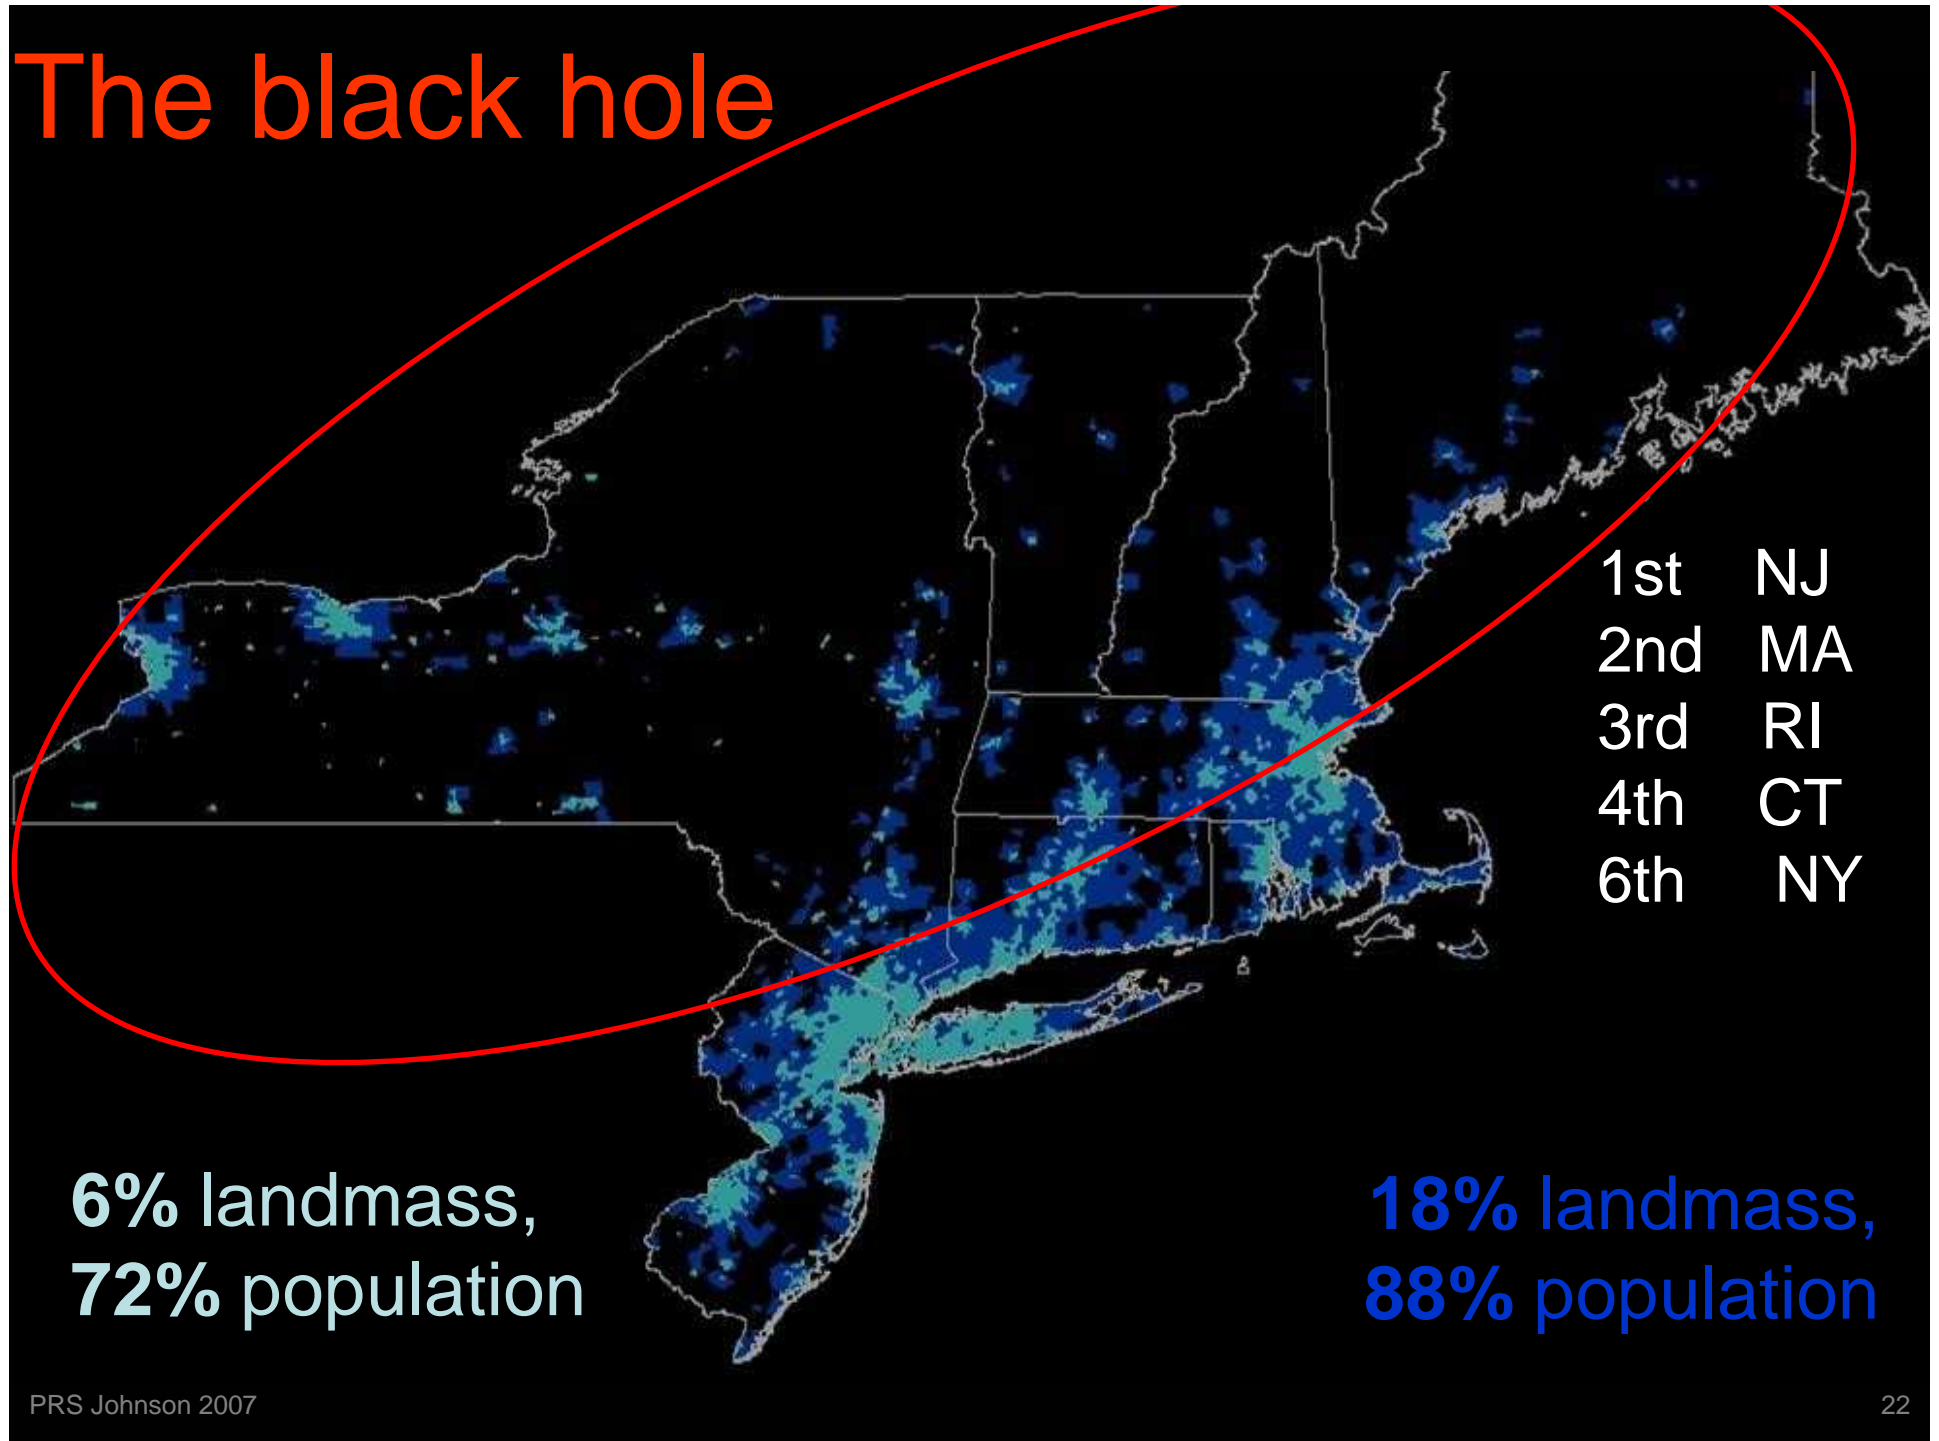 The black hole
1st NJ
2nd MA
3rd RI
4th CT
6th NY
6% landmass,
72% population
18% landmass,
88% population
PRS Johnson 2007
22